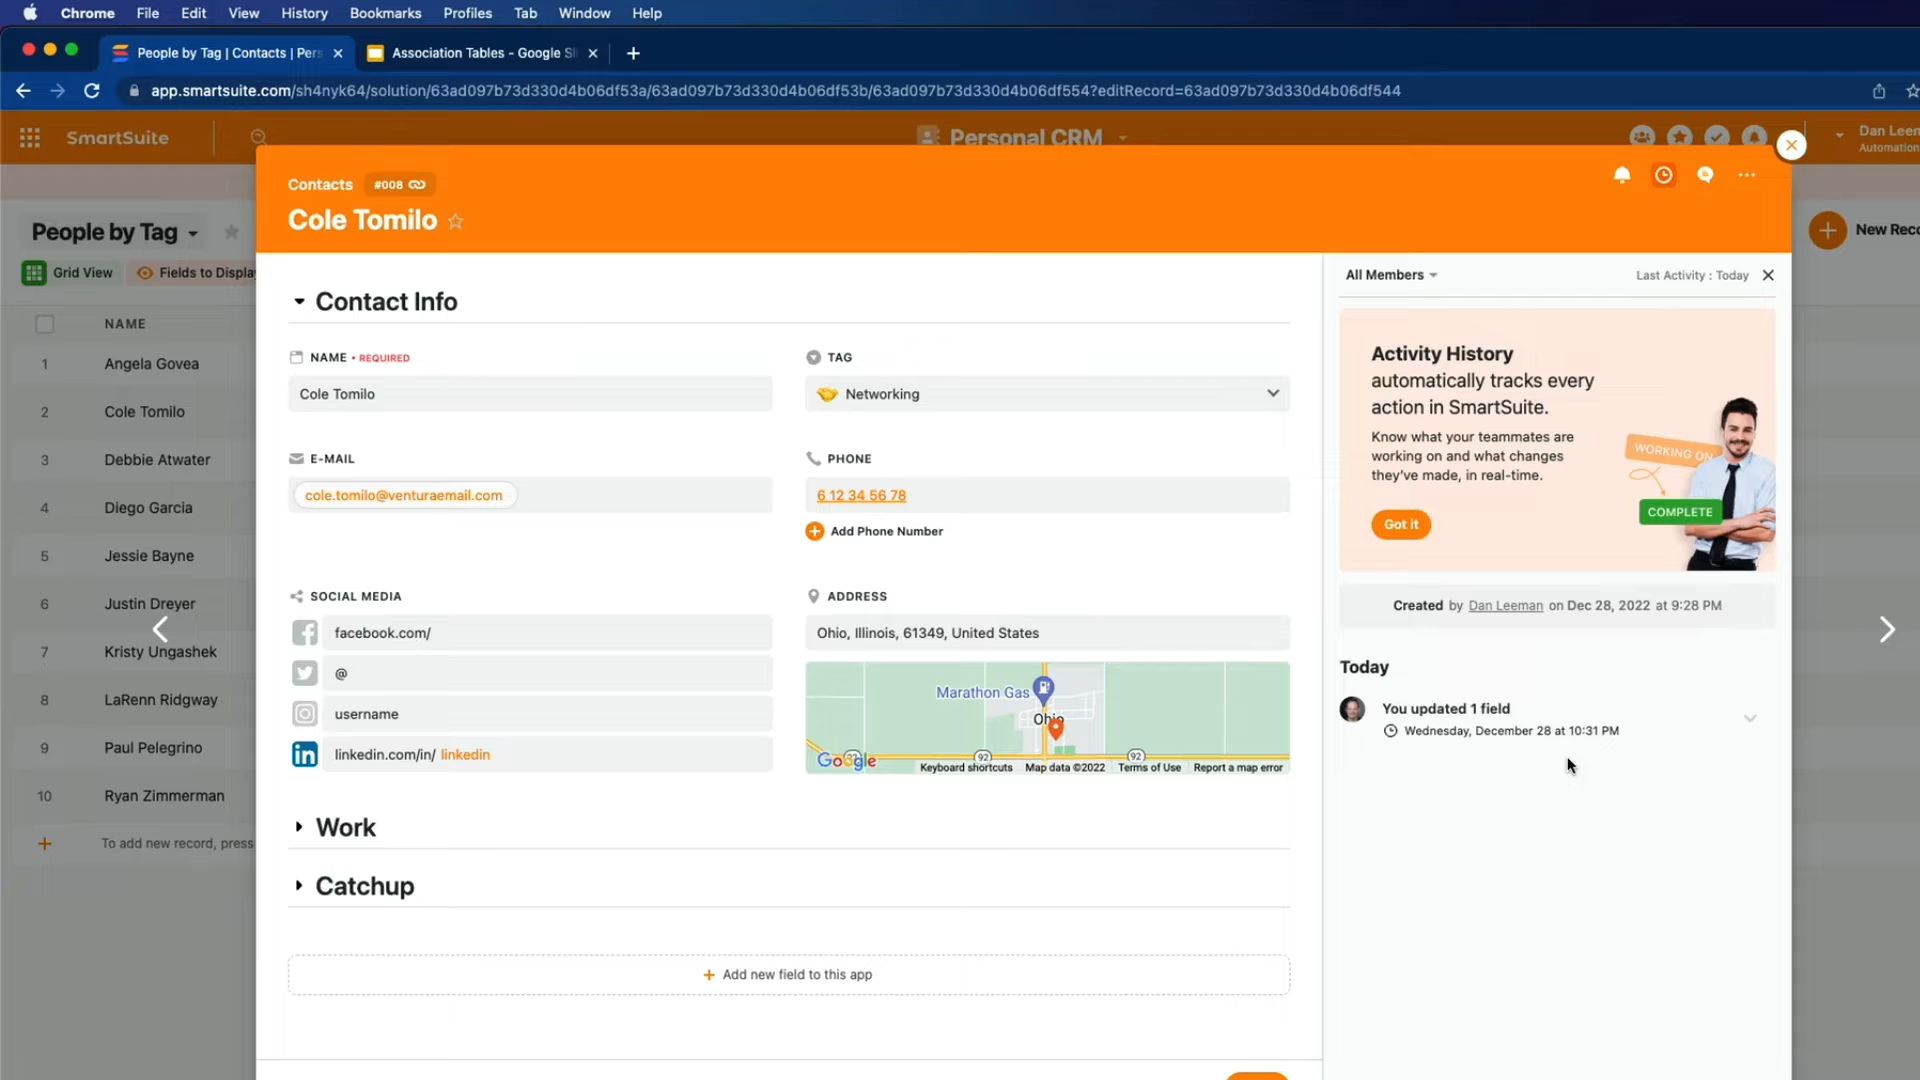 Chrome File Edit View History Bookmarks Profiles Tab Window Help
People by Tag | Contacts | Pers
Association Tables - Google Sli
app.smartsuite.com/sh4nyk64/solution/63ad097b73d330d4b06df53a/63ad097b73d330d4b06df53b/63ad097b73d330d4b06df554?editRecord=63ad097b73d330d4b06df544
SmartSuite
Personal CRM
Dan Leem
Automation
People by Tag
Grid View
Fields to Display
New Reco
NAME
1 Angela Govea
2 Cole Tomilo
3 Debbie Atwater
4 Diego Garcia
5 Jessie Bayne
6 Justin Dreyer
7 Kristy Ungashek
8 LaRenn Ridgway
9 Paul Pelegrino
10 Ryan Zimmerman
To add new record, press
Contacts #008
Cole Tomilo
Contact Info
NAME • REQUIRED
Cole Tomilo
TAG
Networking
E-MAIL
cole.tomilo@venturaemail.com
PHONE
6 12 34 56 78
Add Phone Number
SOCIAL MEDIA
facebook.com/
@
username
linkedin.com/in/ linkedin
ADDRESS
Ohio, Illinois, 61349, United States
Marathon Gas
Ohio
92
92
92
Google
Keyboard shortcuts Map data ©2022 Terms of Use Report a map error
Work
Catchup
+ Add new field to this app
All Members
Last Activity : Today
Activity History
automatically tracks every
action in SmartSuite.
Know what your teammates are
working on and what changes
they've made, in real-time.
Got it
WORKING ON
COMPLETE
Created by Dan Leeman on Dec 28, 2022 at 9:28 PM
Today
You updated 1 field
Wednesday, December 28 at 10:31 PM